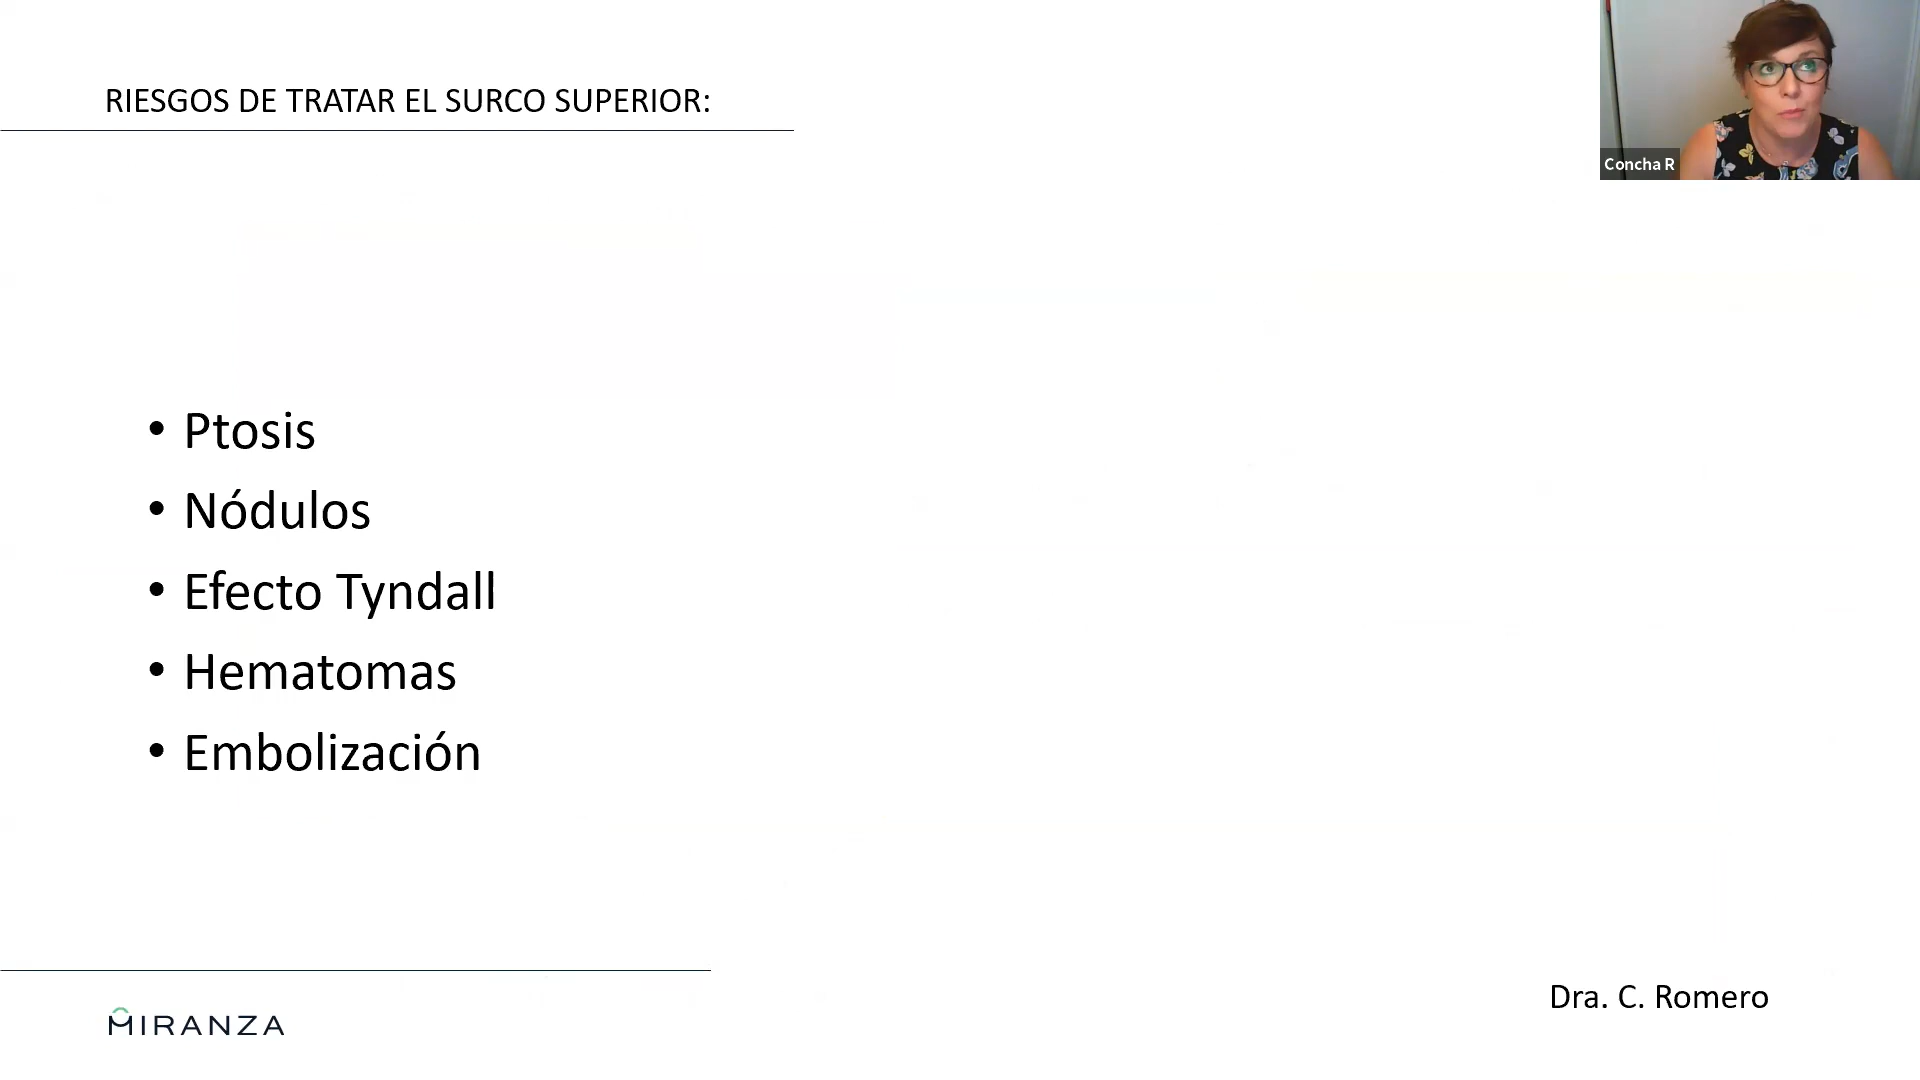 RIESGOS DE TRATAR EL SURCO SUPERIOR:
Concha R
• Ptosis
• Nódulos
• Efecto Tyndall
• Hematomas
• Embolización
Dra. C. Romero
MIRANZA